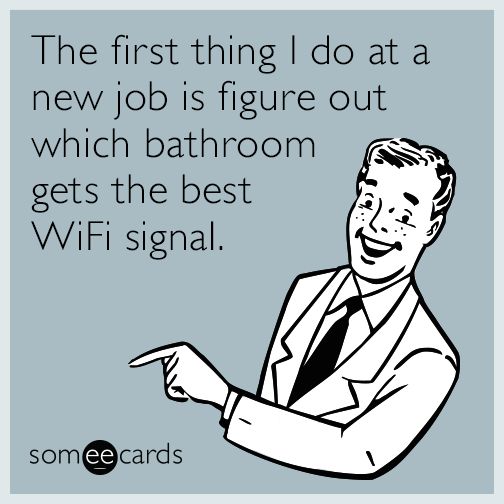 The first thing I do at a
new job is figure out
which bathroom
gets the best
WiFi signal.
someecards